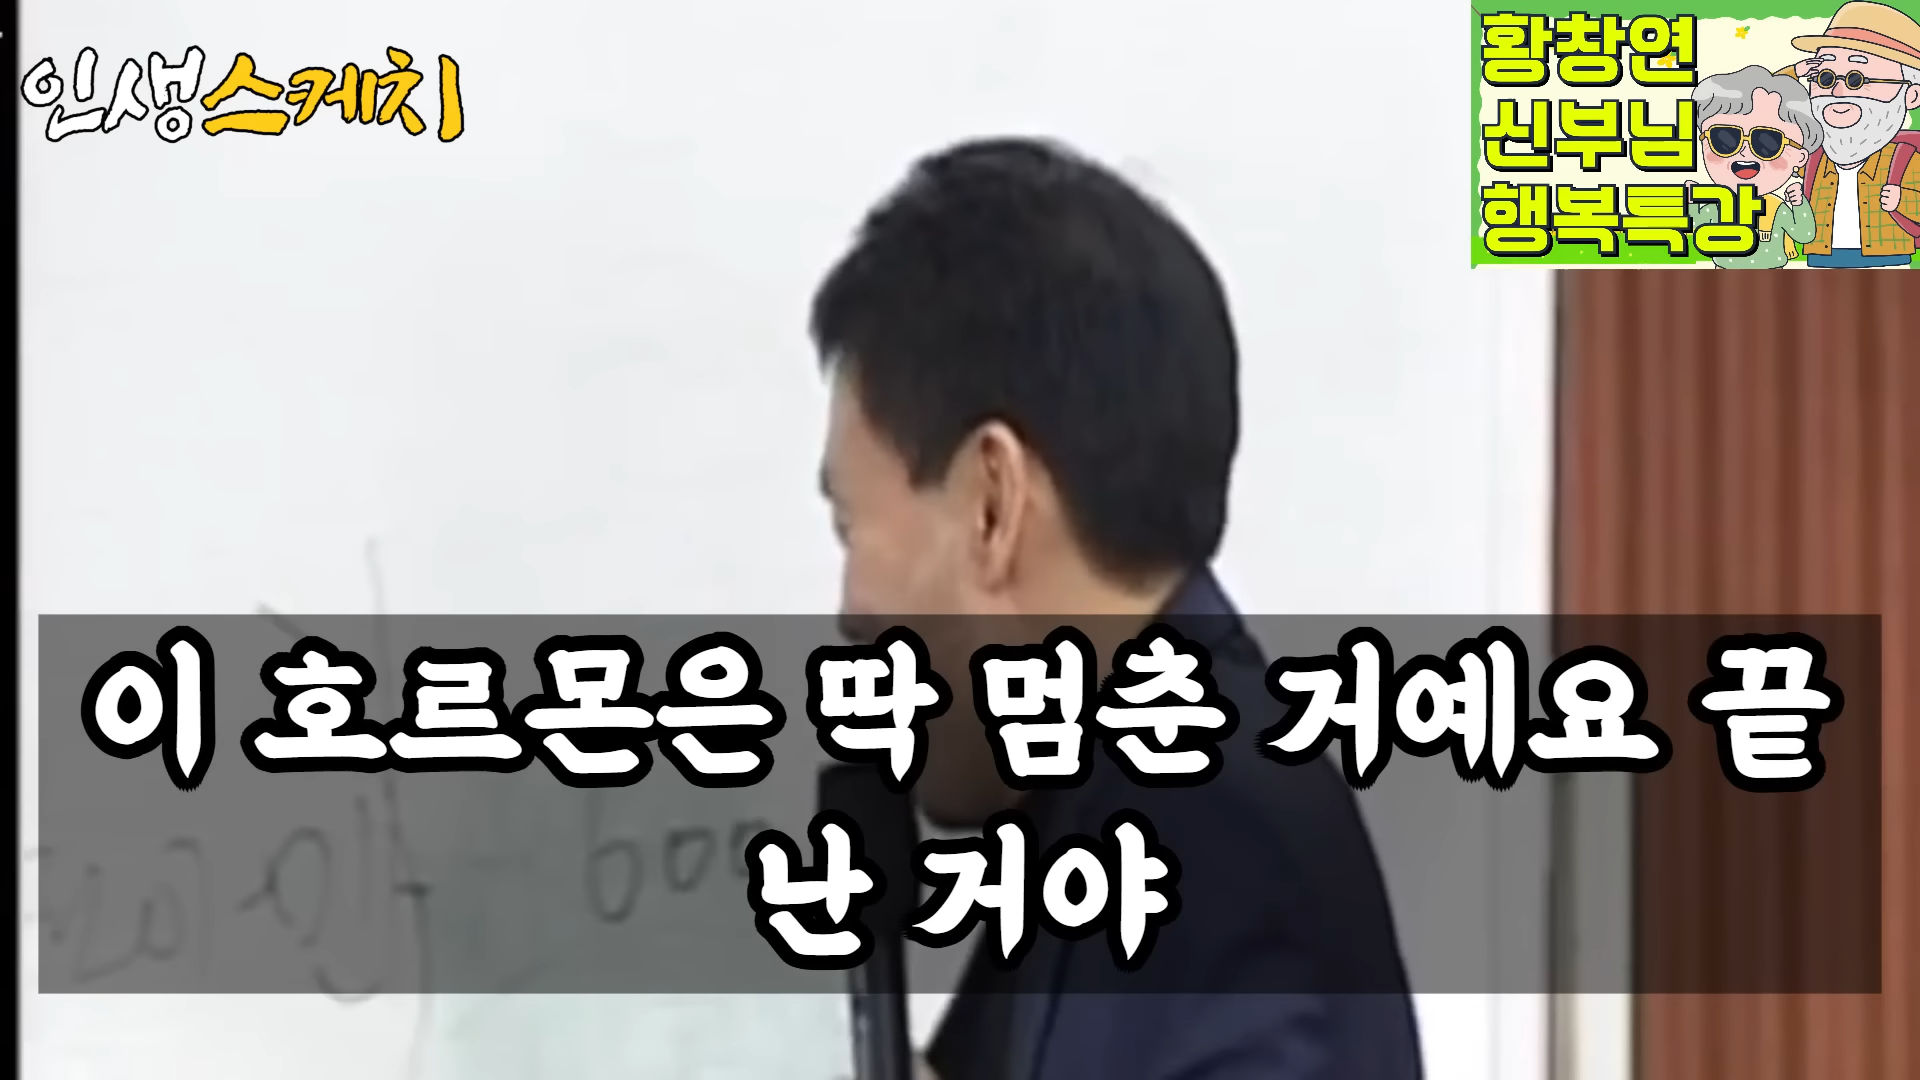 인생스케치
황창연
신부님
행복특강
이 호르몬은 딱 멈춘 거예요 끝
난 거야
600